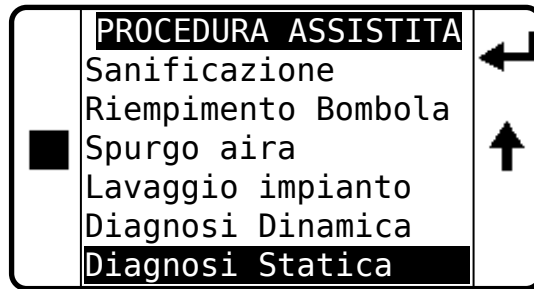 PROCEDURA ASSISTITA
Sanificazione
Riempimento Bombola
Spurgo aira
Lavaggio impianto
Diagnosi Dinamica
Diagnosi Statica